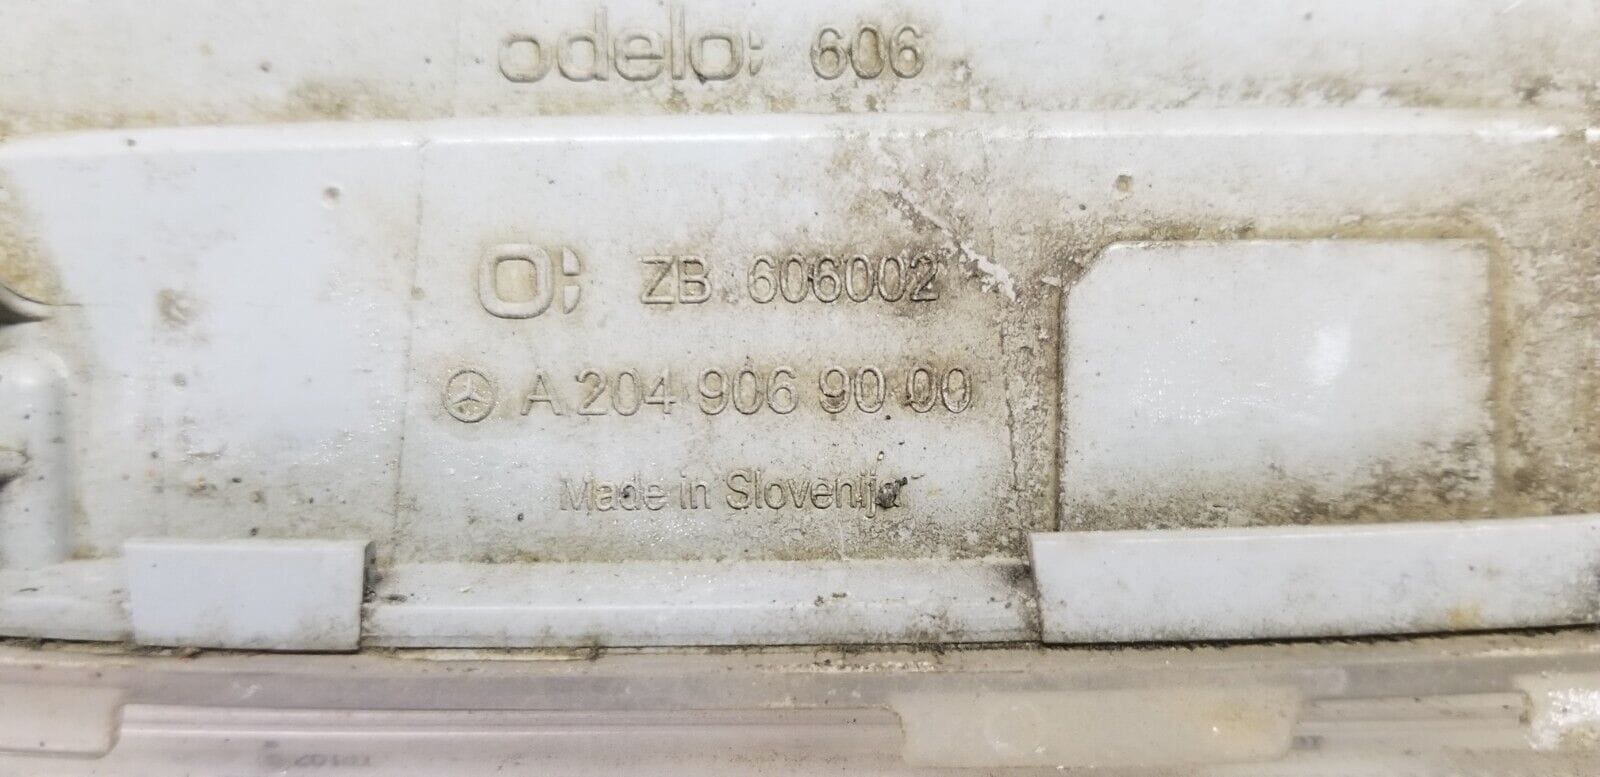 odelo: 606
O: ZB 606002
A 204 906 90 00
Made in Slovenija